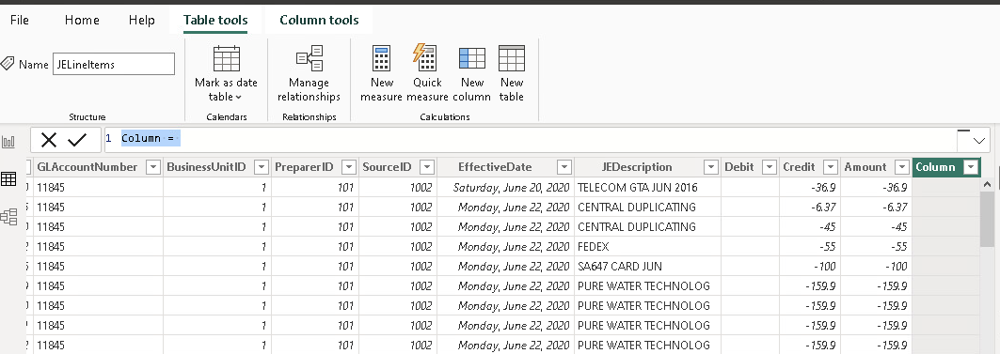 File Home Help Table tools Column tools
Name JELineItems
Mark as date table
Manage relationships
New measure
Quick measure
New column
New table
Structure Calendars Relationships Calculations
1 Column =
GLAccountNumber BusinessUnitID PreparerID SourceID EffectiveDate JEDescription Debit Credit Amount Column
11845 1 101 1002 Saturday, June 20, 2020 TELECOM GTA JUN 2016 -36.9 -36.9
11845 1 101 1002 Monday, June 22, 2020 CENTRAL DUPLICATING -6.37 -6.37
11845 1 101 1002 Monday, June 22, 2020 CENTRAL DUPLICATING -45 -45
11845 1 101 1002 Monday, June 22, 2020 FEDEX -55 -55
11845 1 101 1002 Monday, June 22, 2020 SA647 CARD JUN -100 -100
11845 1 101 1002 Monday, June 22, 2020 PURE WATER TECHNOLOG -159.9 -159.9
11845 1 101 1002 Monday, June 22, 2020 PURE WATER TECHNOLOG -159.9 -159.9
11845 1 101 1002 Monday, June 22, 2020 PURE WATER TECHNOLOG -159.9 -159.9
11845 1 101 1002 Monday, June 22, 2020 PURE WATER TECHNOLOG -159.9 -159.9